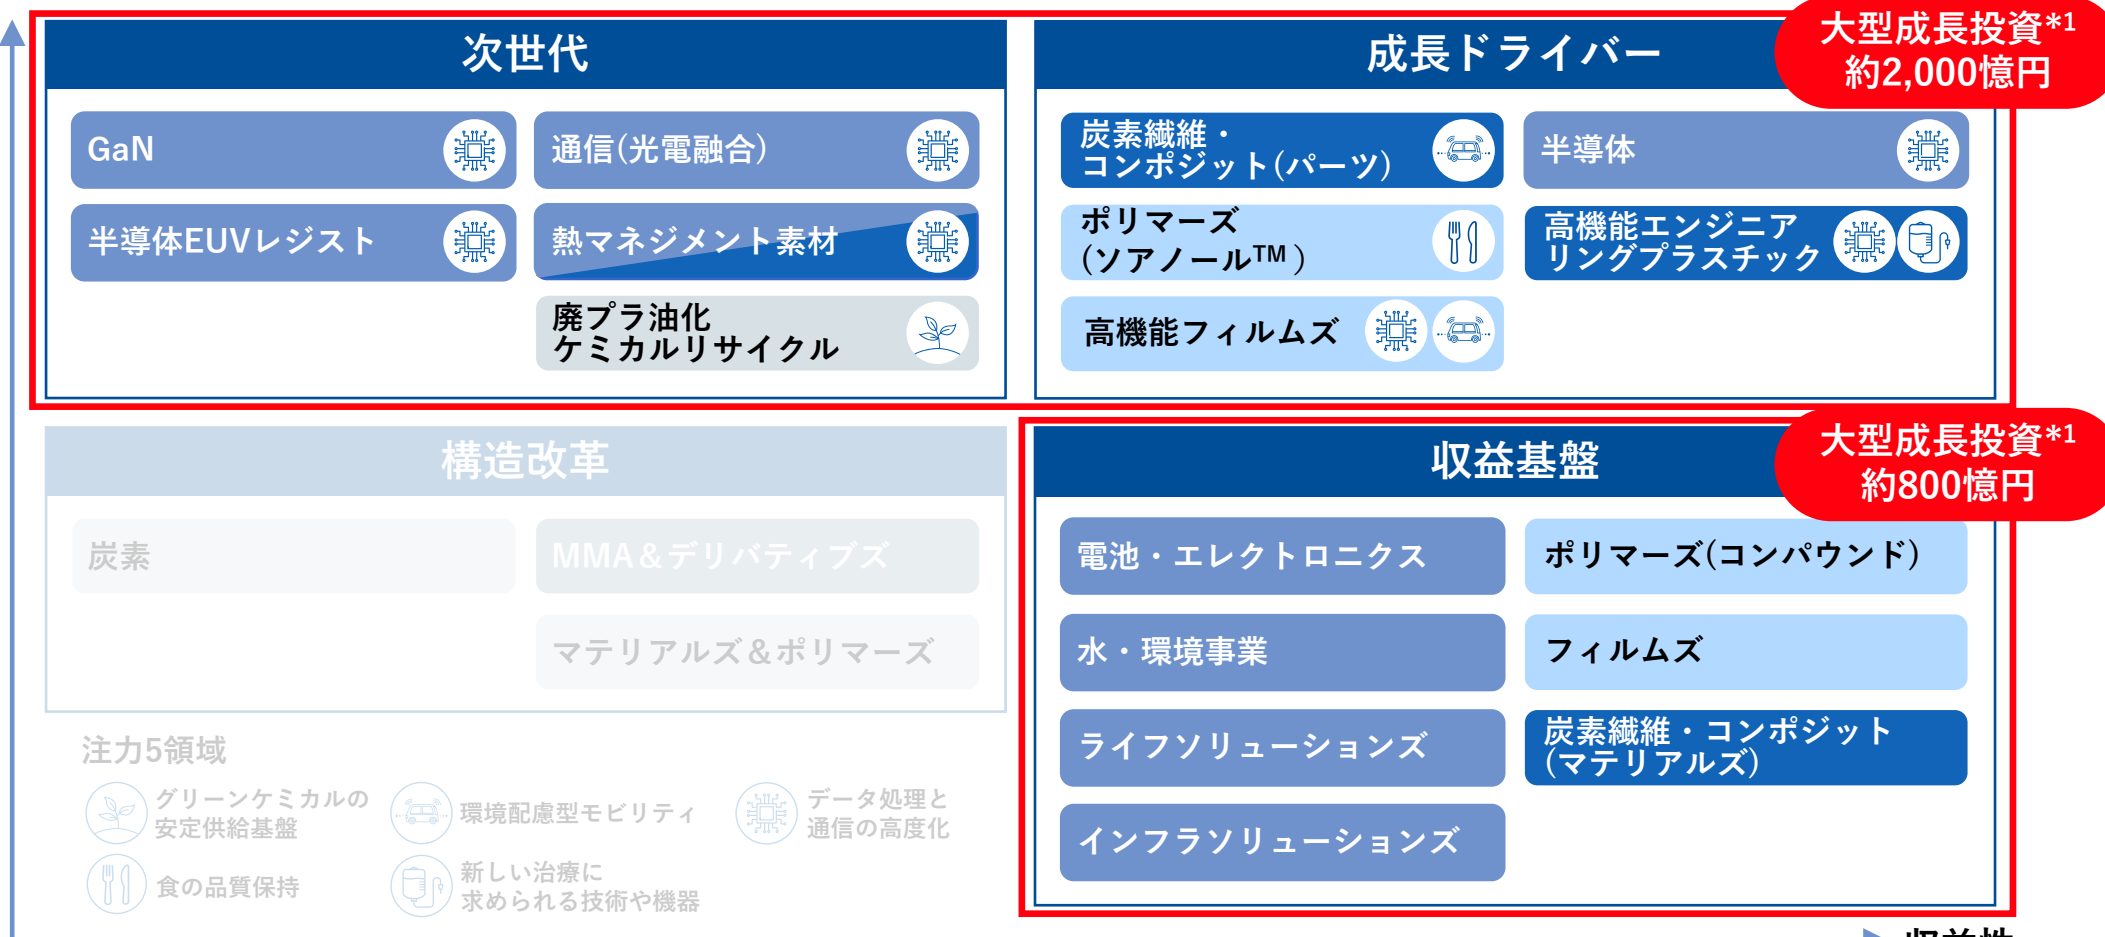 次世代
GaN
通信(光電融合)
半導体EUVレジスト
熱マネジメント素材
廃プラ油化
ケミカルリサイクル
成長ドライバー
大型成長投資*1
約2,000憶円
炭素繊維・
コンポジット(パーツ)
半導体
ポリマーズ
(ソアノール™)
高機能エンジニア
リングプラスチック
高機能フィルムズ
構造改革
炭素
MMA＆デリバティブズ
マテリアルズ＆ポリマーズ
収益基盤
大型成長投資*1
約800憶円
電池・エレクトロニクス
ポリマーズ(コンパウンド)
水・環境事業
フィルムズ
ライフソリューションズ
炭素繊維・コンポジット
(マテリアルズ)
インフラソリューションズ
注力5領域
グリーンケミカルの
安定供給基盤
環境配慮型モビリティ
データ処理と
通信の高度化
食の品質保持
新しい治療に
求められる技術や機器
収益性